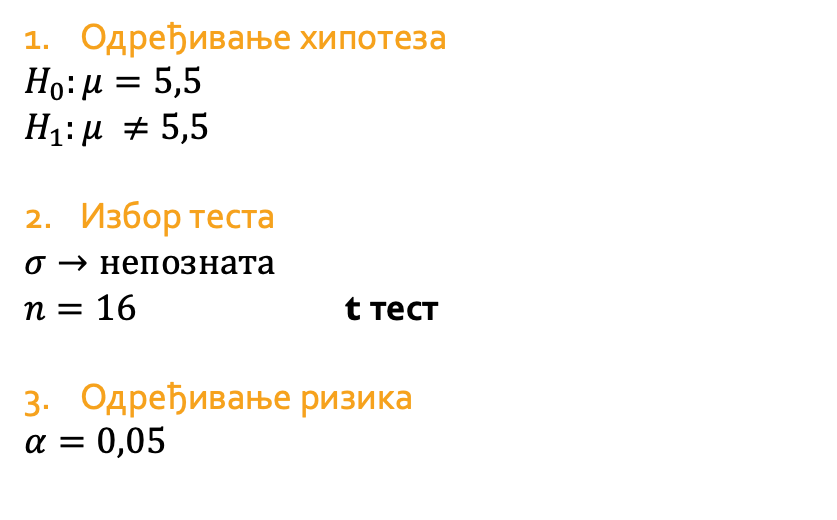 1. Одређивање хипотеза
H₀: μ = 5,5
H₁: μ ≠ 5,5
2. Избор теста
σ → непозната
n = 16 t тест
3. Одређивање ризика
α = 0,05